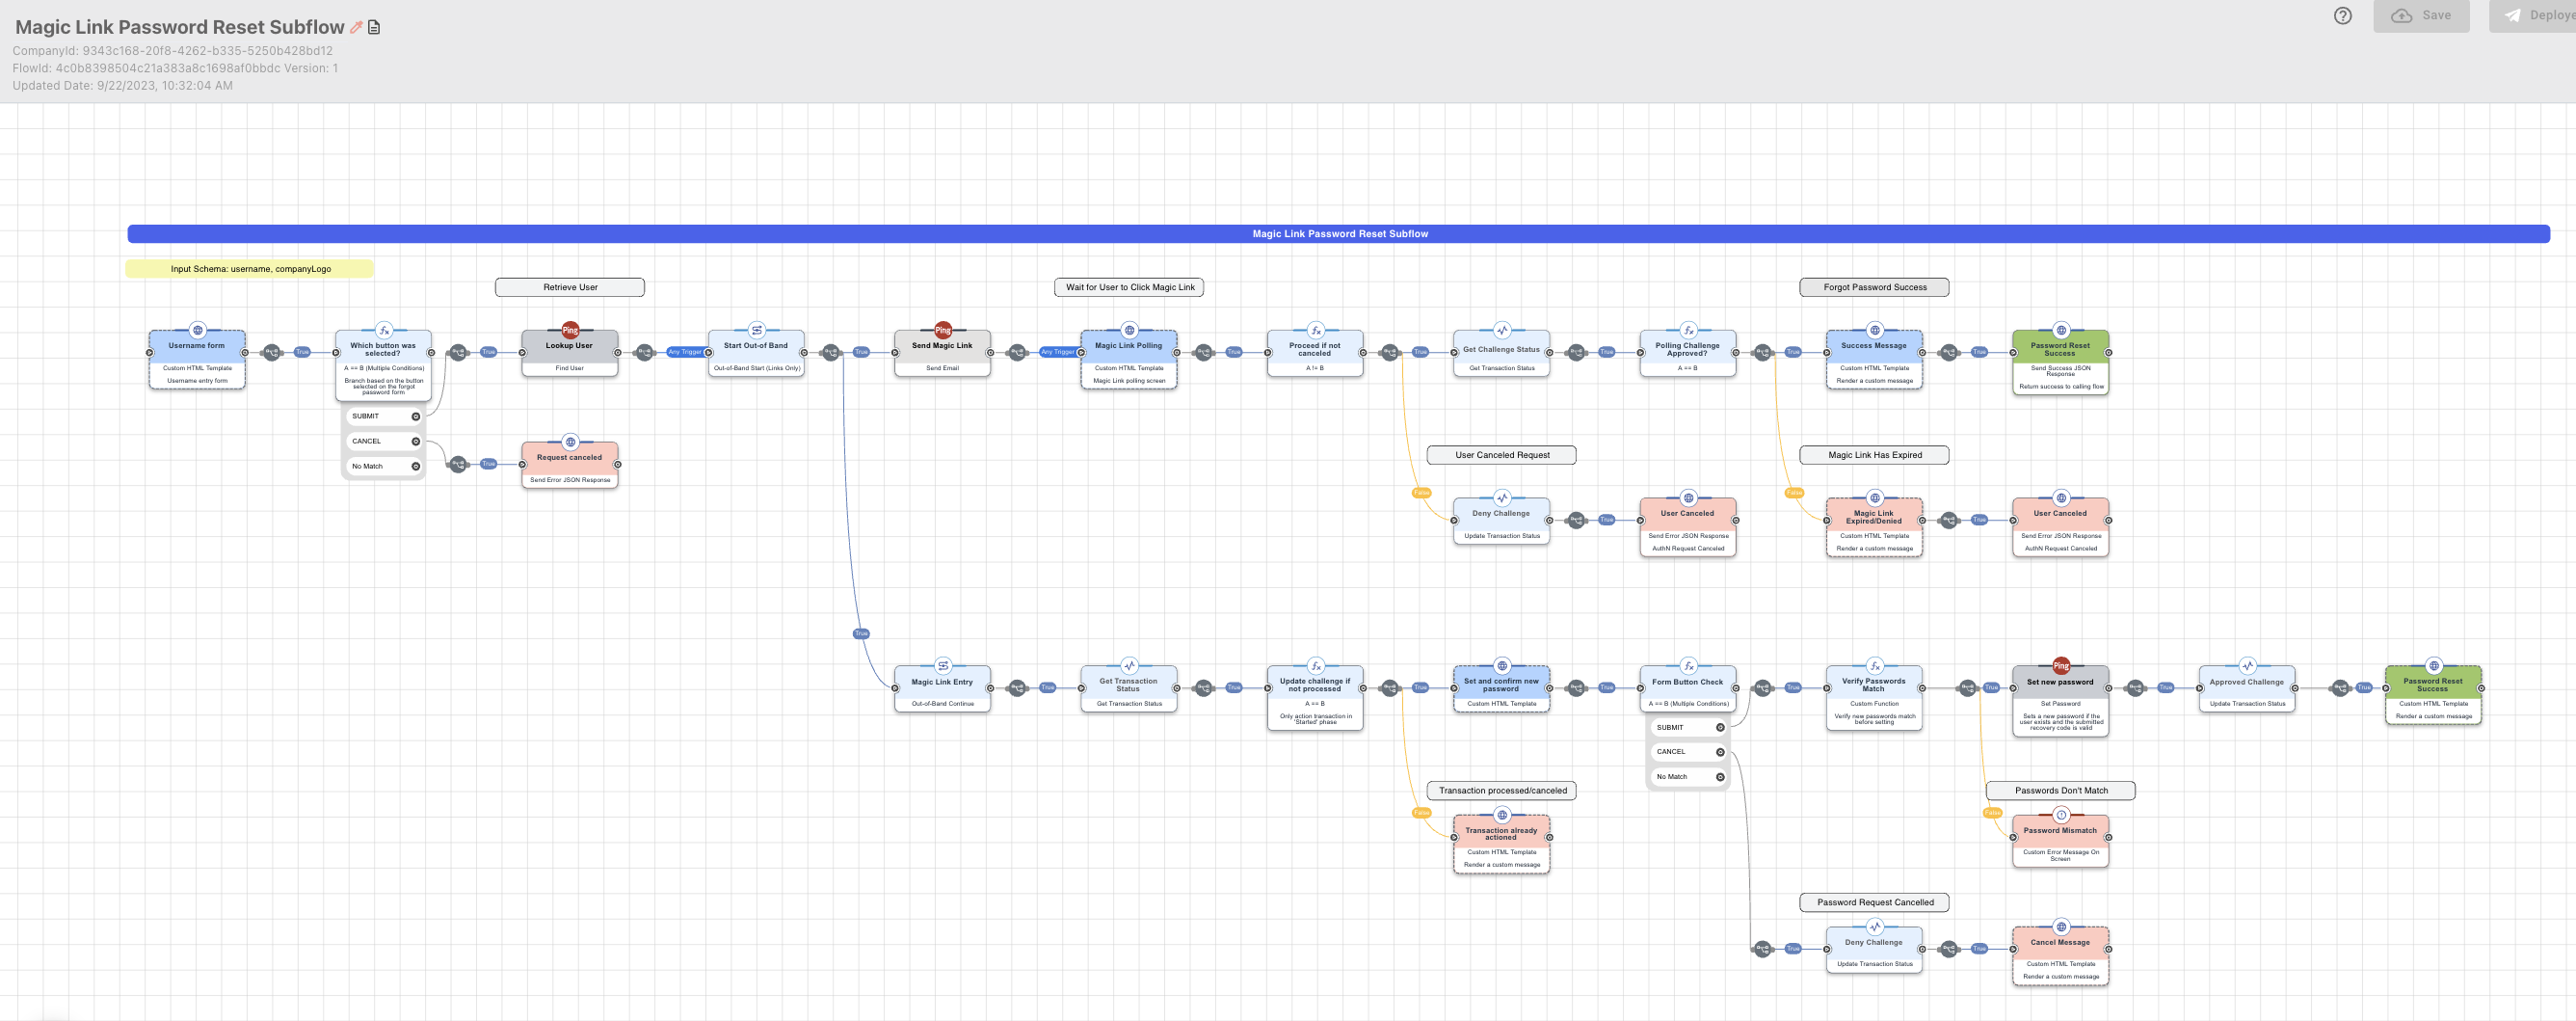 Magic Link Password Reset Subflow
CompanyId: 9343c168-20f8-4262-b335-5250b428bd12
FlowId: 4c0b8398504c21a383a8c1698af0bbdc Version: 1
Updated Date: 9/22/2023, 10:32:04 AM
Save
Deploye
Magic Link Password Reset Subflow
Input Schema: username, companyLogo
Retrieve User
Wait for User to Click Magic Link
Forgot Password Success
Username form
Custom HTML Template
Username entry form
True
Which button was
selected?
A == B (Multiple Conditions)
Branch based on the button
selected on the forgot
password form
SUBMIT
CANCEL
No Match
True
Ping
Lookup User
Find User
Any Trigger
Start Out-of Band
Out-of-Band Start (Links Only)
True
Ping
Send Magic Link
Send Email
Any Trigger
Magic Link Polling
Custom HTML Template
Magic Link polling screen
True
Proceed if not
canceled
A != B
True
Get Challenge Status
Get Transaction Status
True
Polling Challenge
Approved?
A == B
True
Success Message
Custom HTML Template
Render a custom message
True
Password Reset
Success
Send Success JSON
Response
Return success to calling flow
True
Request canceled
Send Error JSON Response
User Canceled Request
Magic Link Has Expired
False
Deny Challenge
Update Transaction Status
True
User Canceled
Send Error JSON Response
AuthN Request Canceled
False
Magic Link
Expired/Denied
Custom HTML Template
Render a custom message
True
User Canceled
Send Error JSON Response
AuthN Request Canceled
True
Magic Link Entry
Out-of-Band Continue
True
Get Transaction
Status
Get Transaction Status
True
Update challenge if
not processed
A == B
Only action transaction in
'Started' phase
True
Set and confirm new
password
Custom HTML Template
True
Form Button Check
A == B (Multiple Conditions)
SUBMIT
CANCEL
No Match
True
Verify Passwords
Match
Custom Function
Verify new passwords match
before setting
True
Ping
Set new password
Set Password
Sets a new password if the
user exists and the submitted
recovery code is valid
True
Approved Challenge
Update Transaction Status
True
Password Reset
Success
Custom HTML Template
Render a custom message
Transaction processed/canceled
Passwords Don't Match
False
Transaction already
actioned
Custom HTML Template
Render a custom message
False
Password Mismatch
Custom Error Message On
Screen
Password Request Cancelled
True
Deny Challenge
Update Transaction Status
True
Cancel Message
Custom HTML Template
Render a custom message